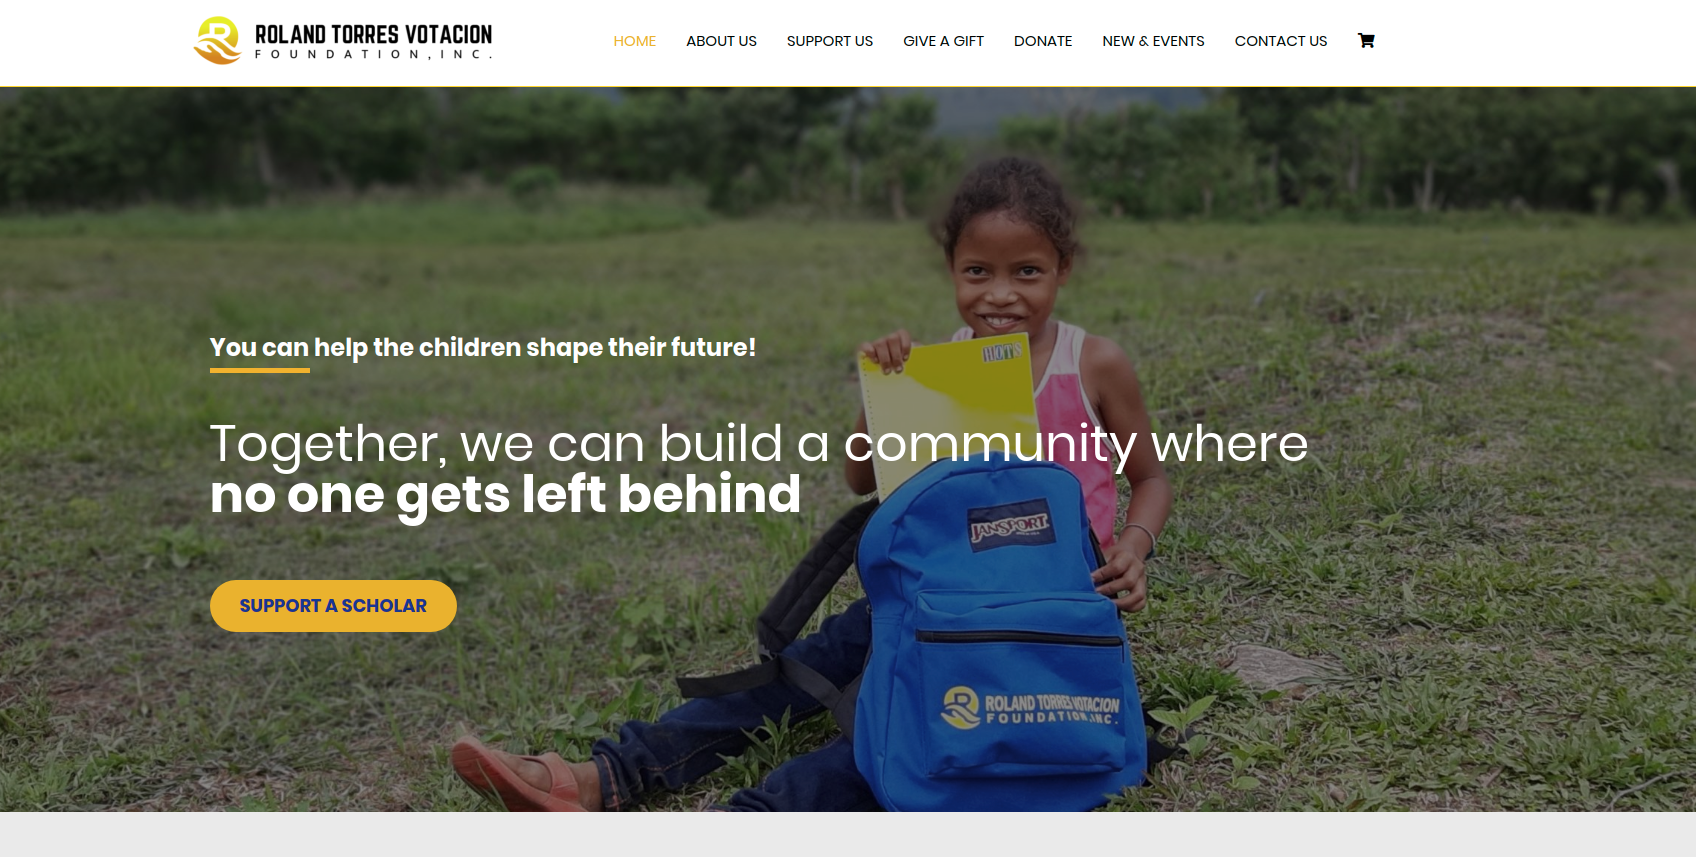 ROLAND TORRES VOTACION
FOUNDATION, INC.
HOME ABOUT US SUPPORT US GIVE A GIFT DONATE NEW & EVENTS CONTACT US
You can help the children shape their future!
Together, we can build a community where
no one gets left behind
SUPPORT A SCHOLAR
JANSPORT
ROLAND TORRES VOTACION
FOUNDATION, INC.